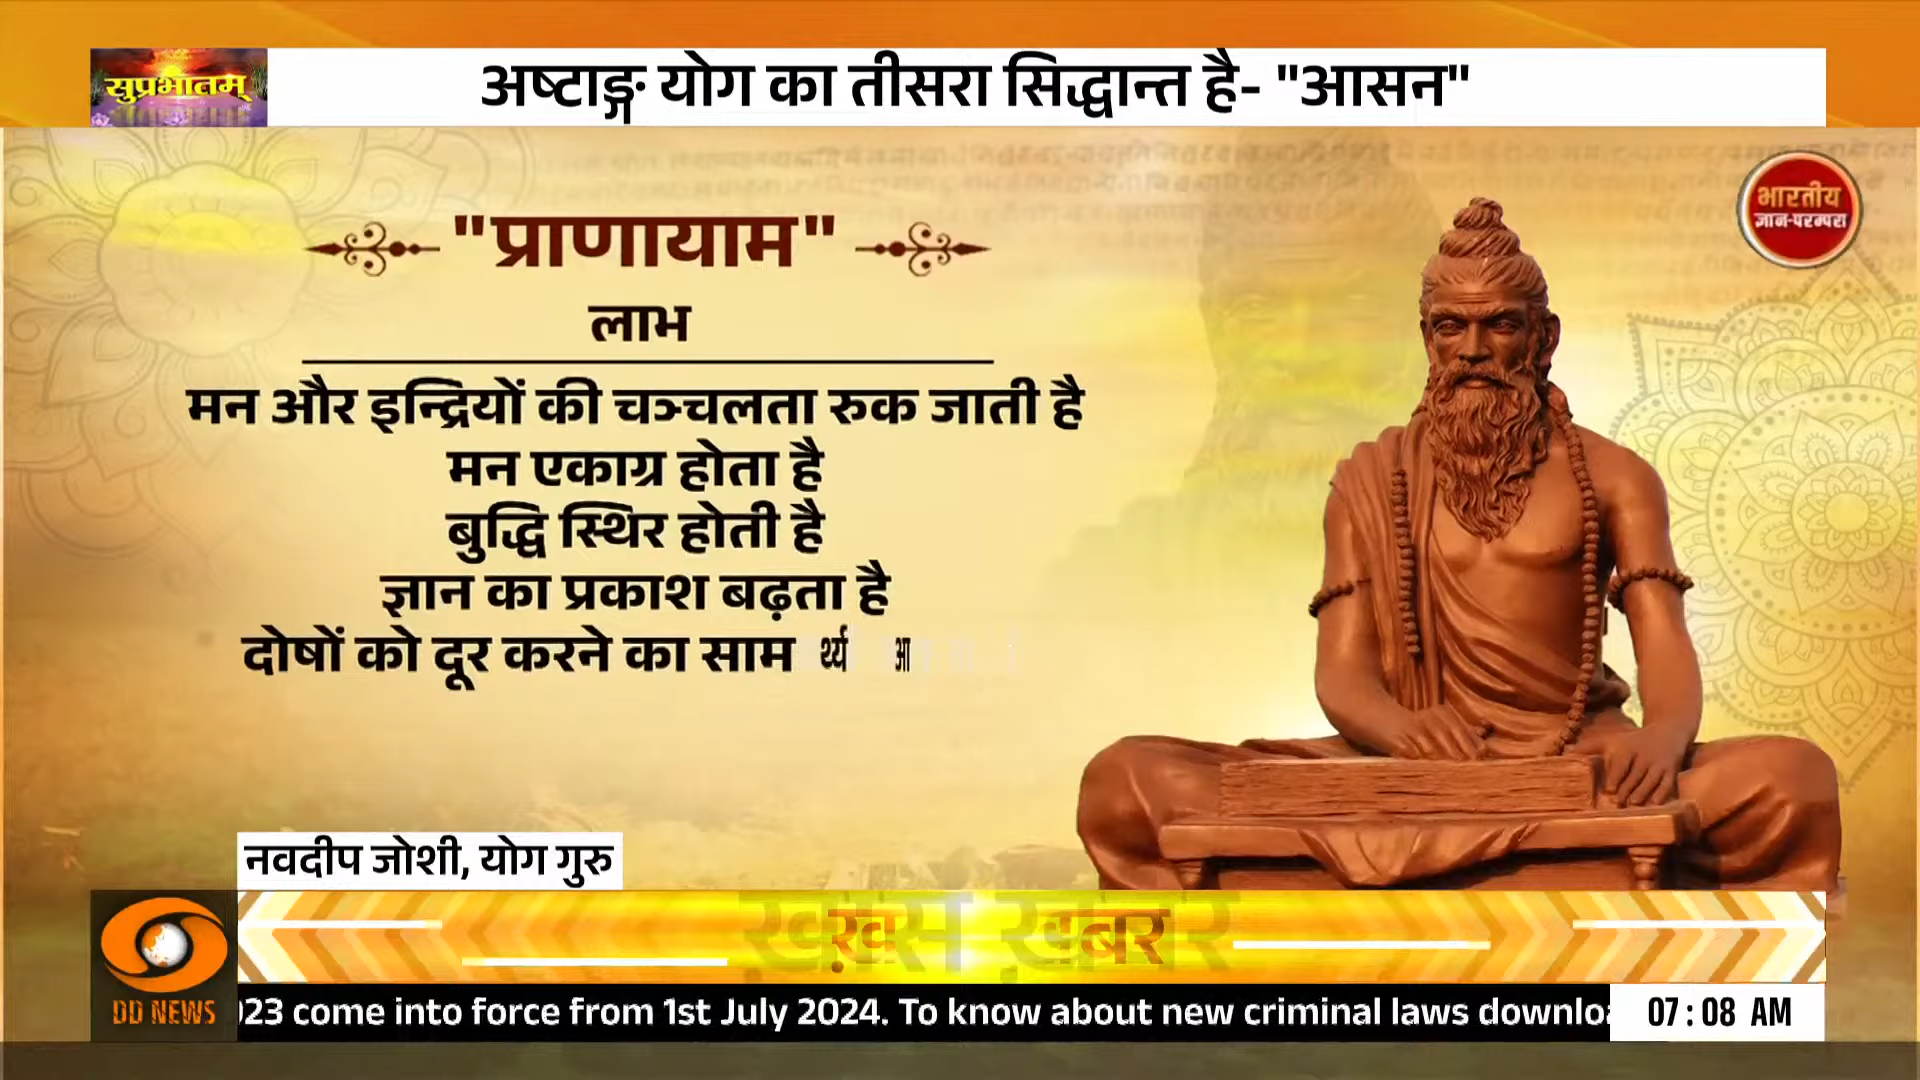 सुप्रभातम्
अष्टाङ्ग योग का तीसरा सिद्धान्त है- "आसन"
भारतीय
ज्ञान-परम्परा
"प्राणायाम"
लाभ
मन और इन्द्रियों की चञ्चलता रुक जाती है
मन एकाग्र होता है
बुद्धि स्थिर होती है
ज्ञान का प्रकाश बढ़ता है
दोषों को दूर करने का सामर्थ्य आ
नवदीप जोशी, योग गुरु
ख़ास ख़बर
DD NEWS
023 come into force from 1st July 2024. To know about new criminal laws downlo
07:08 AM